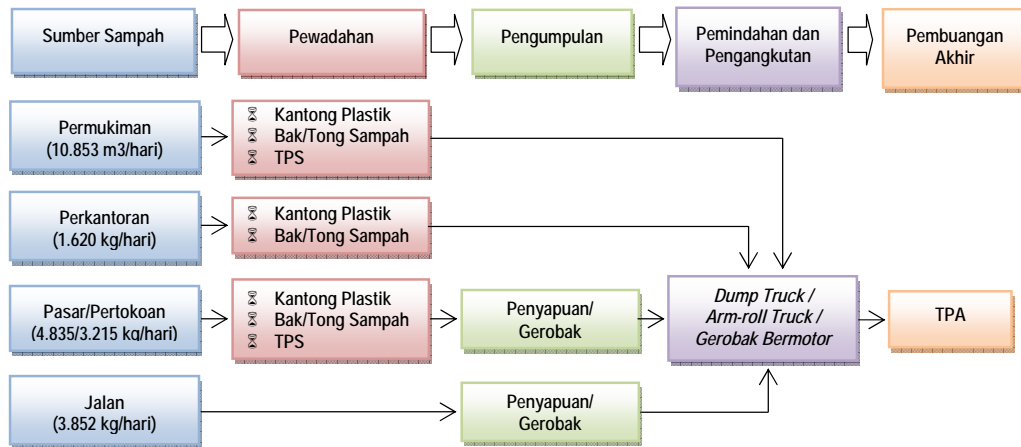 Sumber Sampah
Pewadahan
Pengumpulan
Pemindahan dan
Pengangkutan
Pembuangan
Akhir
Permukiman
(10.853 m3/hari)
Kantong Plastik
Bak/Tong Sampah
TPS
Perkantoran
(1.620 kg/hari)
Kantong Plastik
Bak/Tong Sampah
Pasar/Pertokoan
(4.835/3.215 kg/hari)
Kantong Plastik
Bak/Tong Sampah
TPS
Penyapuan/
Gerobak
Dump Truck /
Arm-roll Truck /
Gerobak Bermotor
TPA
Jalan
(3.852 kg/hari)
Penyapuan/
Gerobak